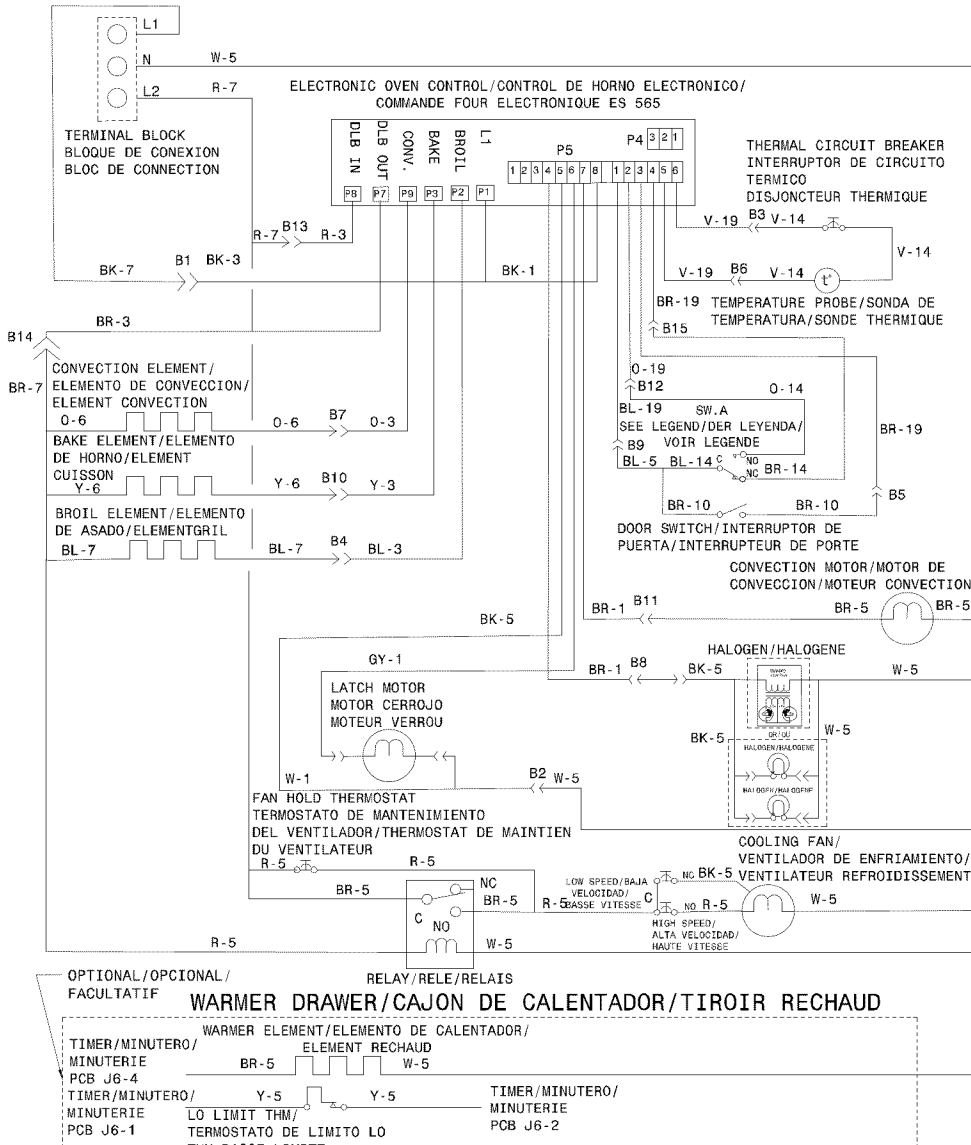 L1
N
W-5
L2
R-7
TERMINAL BLOCK
BLOQUE DE CONEXION
BLOC DE CONNECTION
ELECTRONIC OVEN CONTROL/CONTROL DE HORNO ELECTRONICO/
COMMANDE FOUR ELECTRONIQUE ES 565
DLB IN
DLB OUT
CONV.
BAKE
BROIL
L1
P8
P7
P9
P3
P2
P1
P5
1 2 3 4 5 6 7 8
P4
3 2 1
1 2 3 4 5 6
THERMAL CIRCUIT BREAKER
INTERRUPTOR DE CIRCUITO
TERMICO
DISJONCTEUR THERMIQUE
V-19 B3 V-14
V-14
R-7 B13 R-3
BK-7 B1 BK-3
BK-1
V-19 B6 V-14
t°
BR-19
TEMPERATURE PROBE/SONDA DE
TEMPERATURA/SONDE THERMIQUE
B15
BR-3
B14
BR-7
CONVECTION ELEMENT/
ELEMENTO DE CONVECCION/
ELEMENT CONVECTION
O-6
O-6 B7 O-3
BAKE ELEMENT/ELEMENTO
DE HORNO/ELEMENT
CUISSON
Y-6
Y-6 B10 Y-3
BROIL ELEMENT/ELEMENTO
DE ASADO/ELEMENTGRIL
BL-7
BL-7 B4 BL-3
O-19
B12
O-14
BL-19
SW.A
SEE LEGEND/DER LEYENDA/
VOIR LEGENDE
BR-19
B9
BL-5 BL-14 C
NO
NC BR-14
B5
BR-10
BR-10
DOOR SWITCH/INTERRUPTOR DE
PUERTA/INTERRUPTEUR DE PORTE
CONVECTION MOTOR/MOTOR DE
CONVECCION/MOTEUR CONVECTION
BR-1 B11
BR-5
BR-5
BK-5
GY-1
HALOGEN/HALOGENE
BR-1 B8 BK-5
W-5
LATCH MOTOR
MOTOR CERROJO
MOTEUR VERROU
OR/OU
BK-5
W-5
HALOGEN/HALOGENE
HALOGEN/HALOGENE
W-1
B2 W-5
FAN HOLD THERMOSTAT
TERMOSTATO DE MANTENIMIENTO
DEL VENTILADOR/THERMOSTAT DE MAINTIEN
DU VENTILATEUR
R-5
R-5
COOLING FAN/
VENTILADOR DE ENFRIAMIENTO/
VENTILATEUR REFROIDISSEMENT
BR-5
NC
BR-5
C
NO
R-5
LOW SPEED/BAJA
VELOCIDAD/
BASSE VITESSE
C
NC BK-5
NO R-5
W-5
HIGH SPEED/
ALTA VELOCIDAD/
HAUTE VITESSE
R-5
W-5
RELAY/RELE/RELAIS
OPTIONAL/OPCIONAL/
FACULTATIF
WARMER DRAWER/CAJON DE CALENTADOR/TIROIR RECHAUD
WARMER ELEMENT/ELEMENTO DE CALENTADOR/
ELEMENT RECHAUD
TIMER/MINUTERO/
MINUTERIE
PCB J6-4
BR-5
W-5
TIMER/MINUTERO/
MINUTERIE
PCB J6-1
Y-5
Y-5
TIMER/MINUTERO/
MINUTERIE
PCB J6-2
LO LIMIT THM/
TERMOSTATO DE LIMITO LO